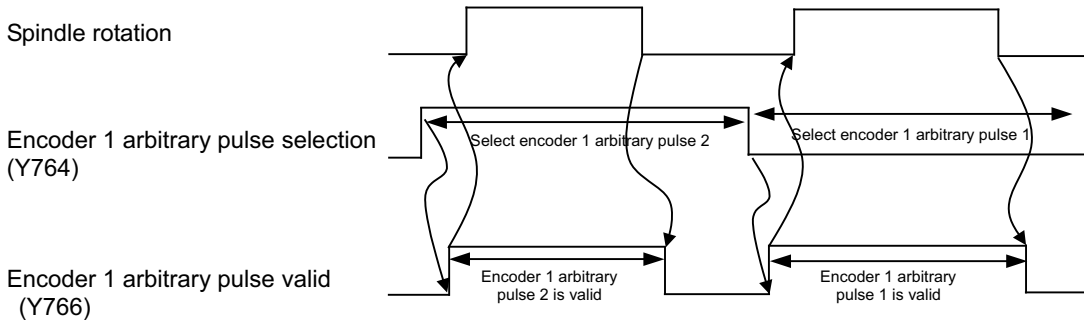 Spindle rotation
Encoder 1 arbitrary pulse selection
(Y764)
Select encoder 1 arbitrary pulse 2
Select encoder 1 arbitrary pulse 1
Encoder 1 arbitrary pulse valid
(Y766)
Encoder 1 arbitrary
pulse 2 is valid
Encoder 1 arbitrary
pulse 1 is valid